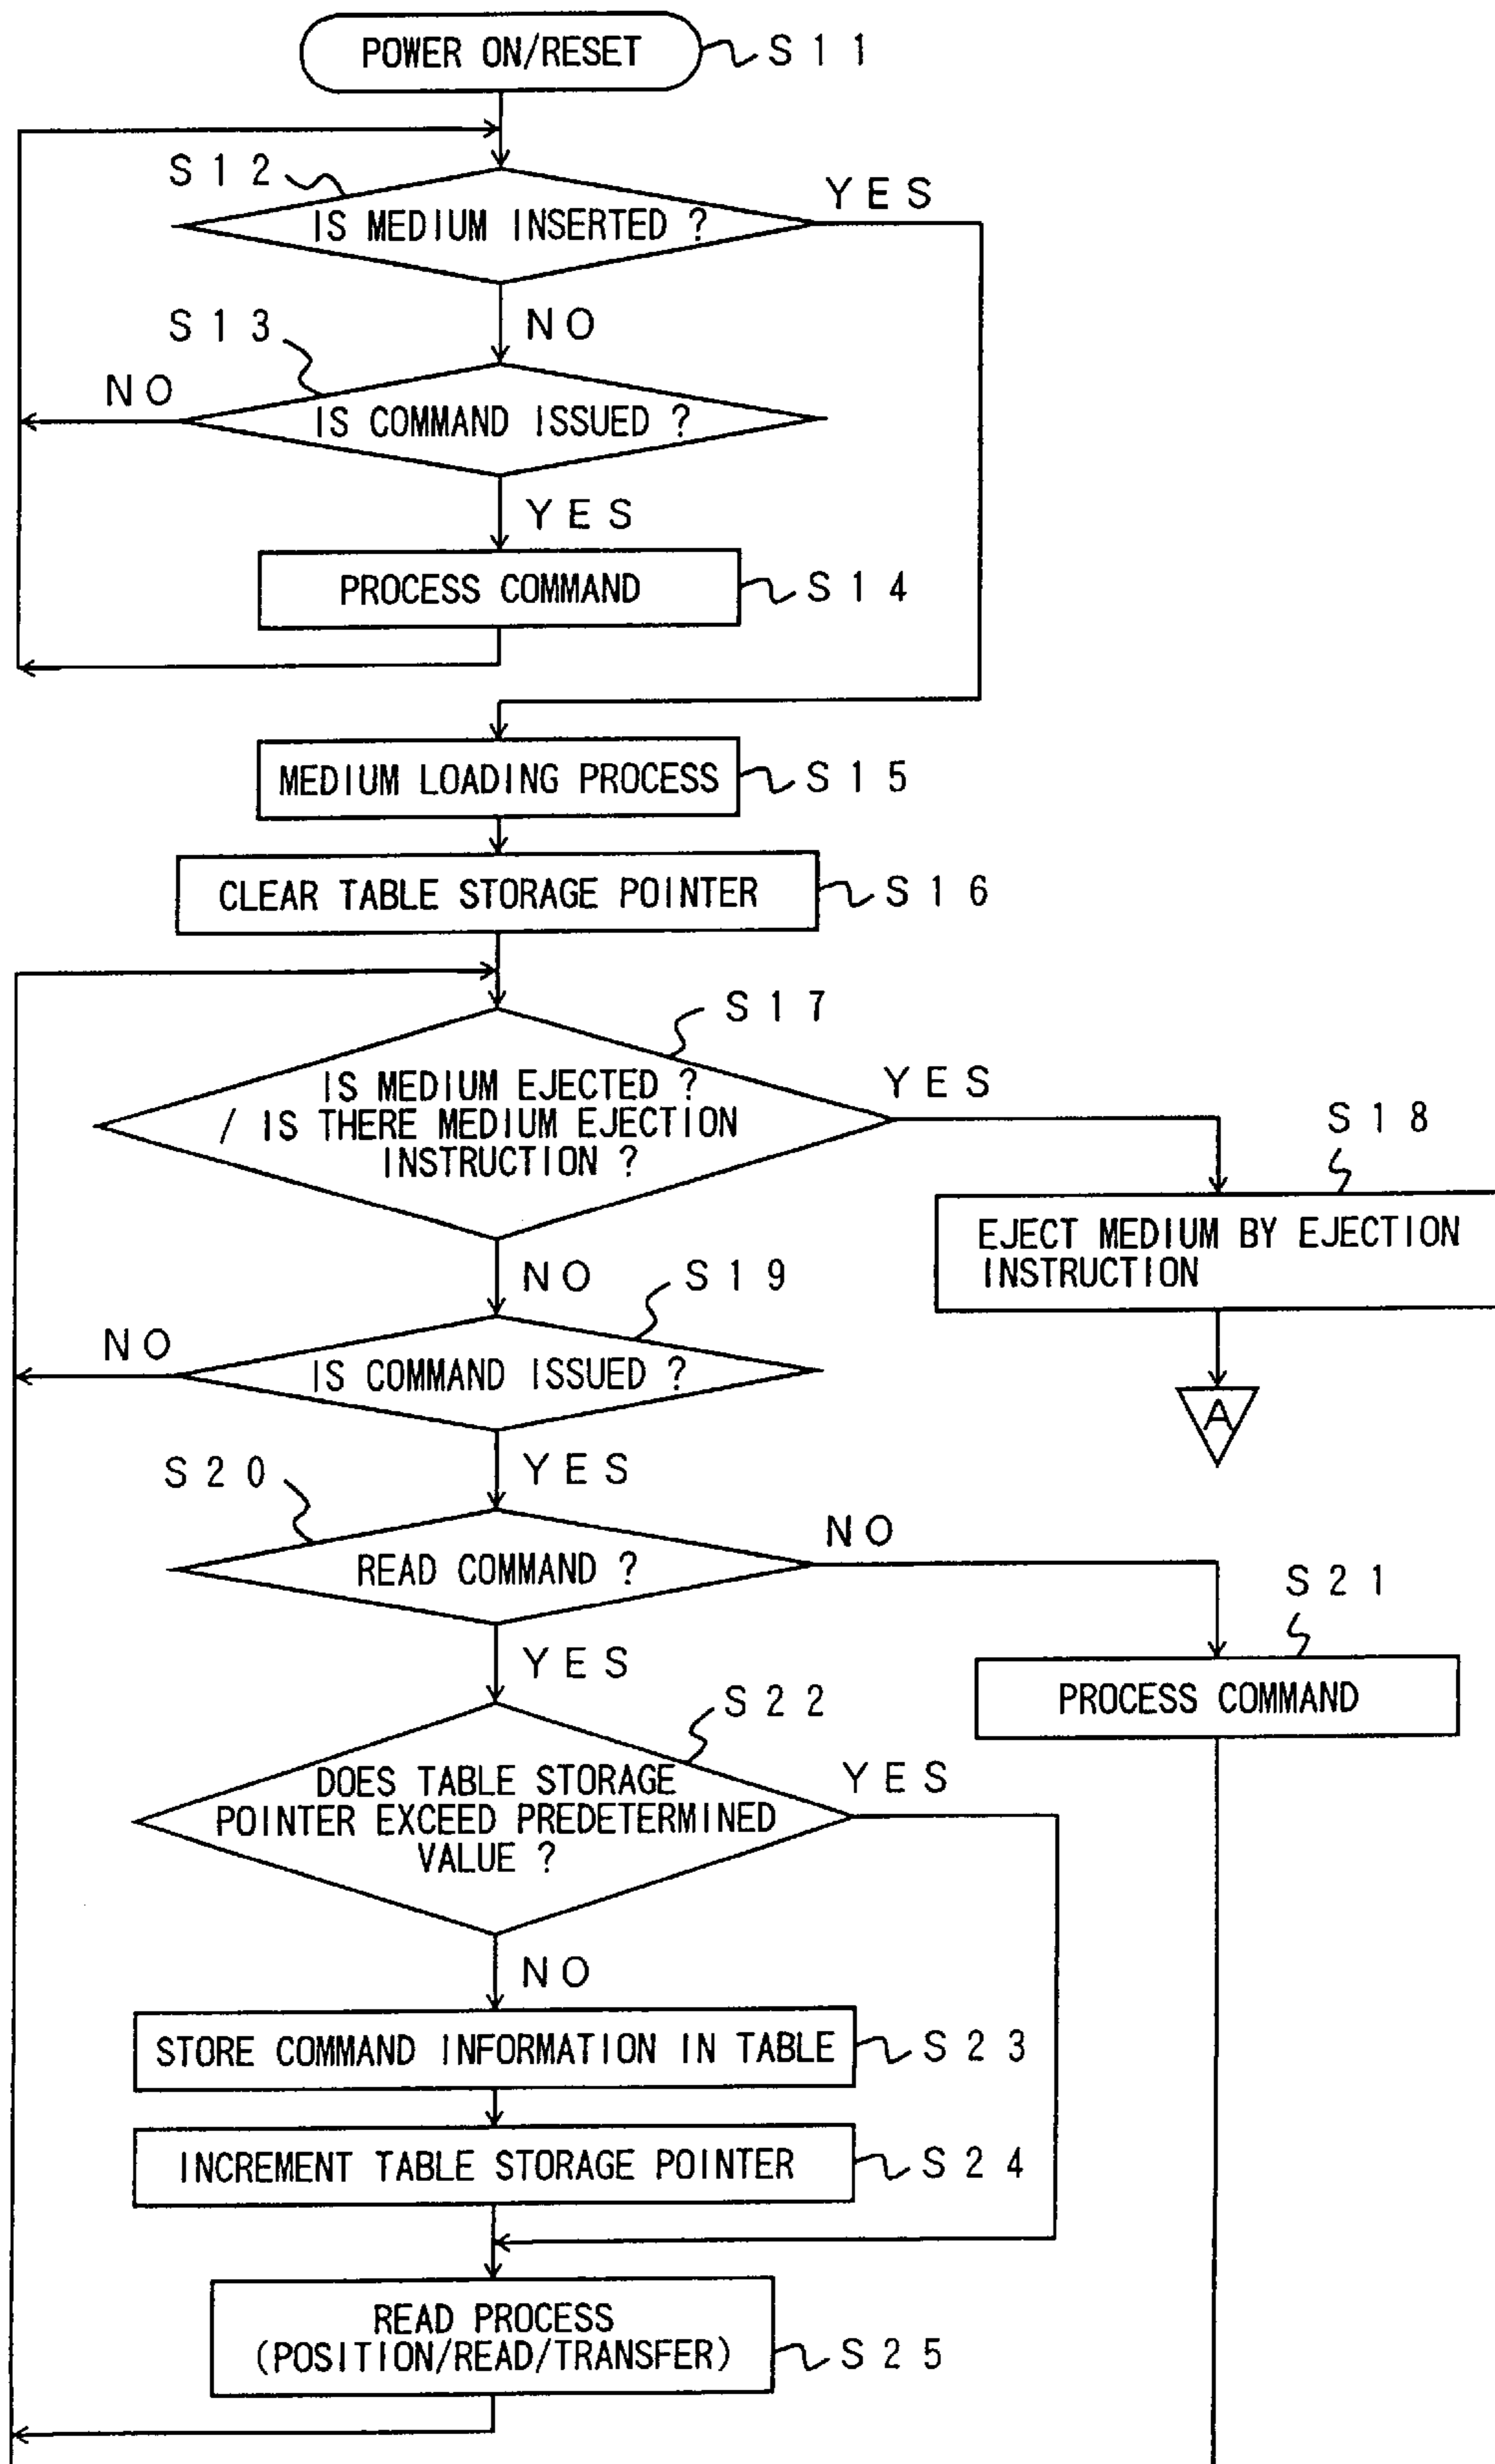 POWER ON/RESET
S11
S12
IS MEDIUM INSERTED ?
YES
NO
S13
IS COMMAND ISSUED ?
NO
YES
PROCESS COMMAND
S14
MEDIUM LOADING PROCESS
S15
CLEAR TABLE STORAGE POINTER
S16
S17
IS MEDIUM EJECTED ?
/ IS THERE MEDIUM EJECTION
INSTRUCTION ?
YES
S18
EJECT MEDIUM BY EJECTION
INSTRUCTION
A
NO
S19
IS COMMAND ISSUED ?
NO
YES
S20
READ COMMAND ?
NO
S21
PROCESS COMMAND
YES
S22
DOES TABLE STORAGE
POINTER EXCEED PREDETERMINED
VALUE ?
YES
NO
STORE COMMAND INFORMATION IN TABLE
S23
INCREMENT TABLE STORAGE POINTER
S24
READ PROCESS
(POSITION/READ/TRANSFER)
S25